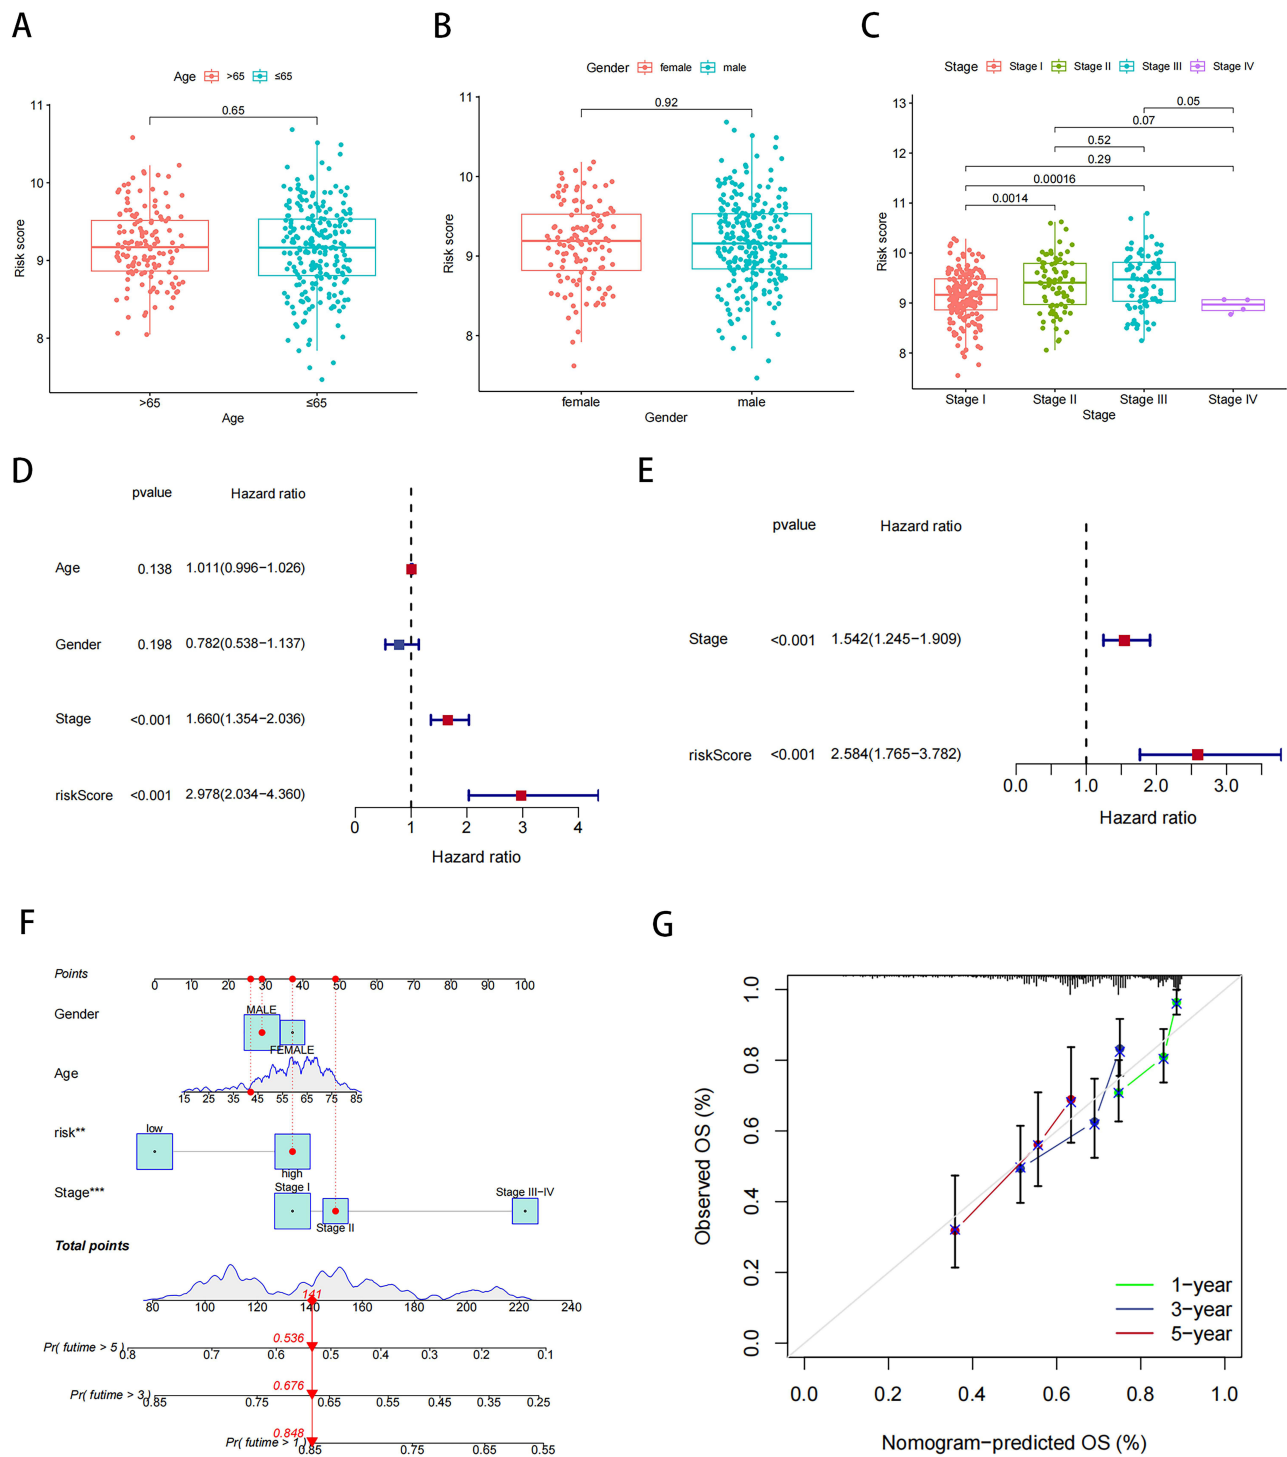 A
Age >65 ≤65
11
10
9
8
Risk score
0.65
>65 ≤65
Age
B
Gender female male
11
10
9
8
Risk score
0.92
female male
Gender
C
Stage Stage I Stage II Stage III Stage IV
13
12
11
10
9
8
Risk score
0.05
0.07
0.52
0.29
0.00016
0.0014
Stage I Stage II Stage III Stage IV
Stage
D
pvalue Hazard ratio
Age 0.138 1.011(0.996−1.026)
Gender 0.198 0.782(0.538−1.137)
Stage <0.001 1.660(1.354−2.036)
riskScore <0.001 2.978(2.034−4.360)
0 1 2 3 4
Hazard ratio
E
pvalue Hazard ratio
Stage <0.001 1.542(1.245−1.909)
riskScore <0.001 2.584(1.765−3.782)
0.0 1.0 2.0 3.0
Hazard ratio
F
Points
0 10 20 30 40 50 60 70 80 90 100
Gender
MALE
FEMALE
Age
15 25 35 45 55 65 75 85
risk**
low
high
Stage***
Stage I
Stage II
Stage III−IV
Total points
141
80 100 120 140 160 180 200 220 240
0.536
Pr( futime > 5 )
0.8 0.7 0.6 0.5 0.4 0.3 0.2 0.1
0.676
Pr( futime > 3 )
0.85 0.75 0.65 0.55 0.45 0.35 0.25
0.848
Pr( futime > 1 )
0.85 0.75 0.65 0.55
G
1.0
0.8
0.6
0.4
0.2
0.0
Observed OS (%)
1−year
3−year
5−year
0.0 0.2 0.4 0.6 0.8 1.0
Nomogram−predicted OS (%)